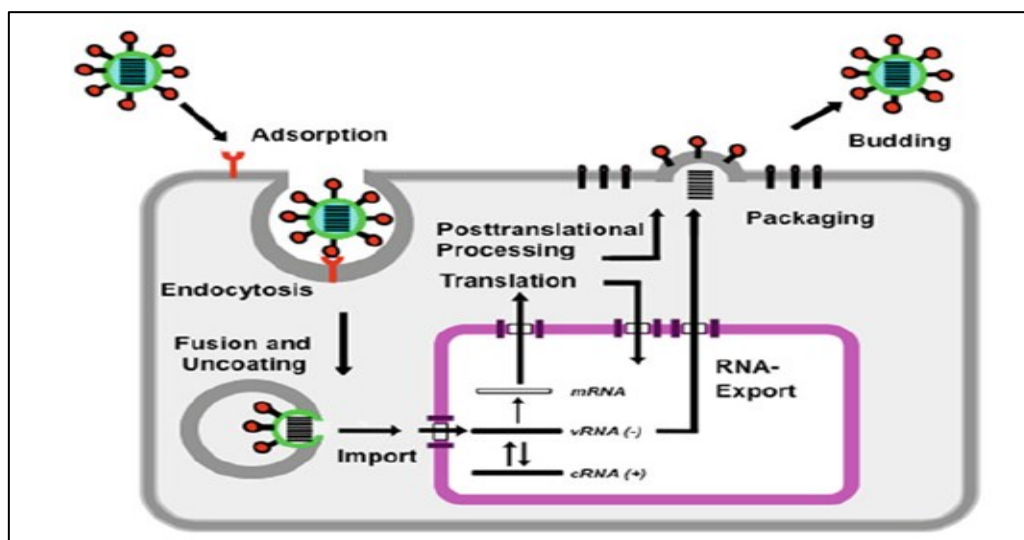 Adsorption
Budding
Packaging
Posttranslational
Processing
Endocytosis
Translation
Fusion and
Uncoating
RNA-
Export
mRNA
vRNA (-)
Import
cRNA (+)